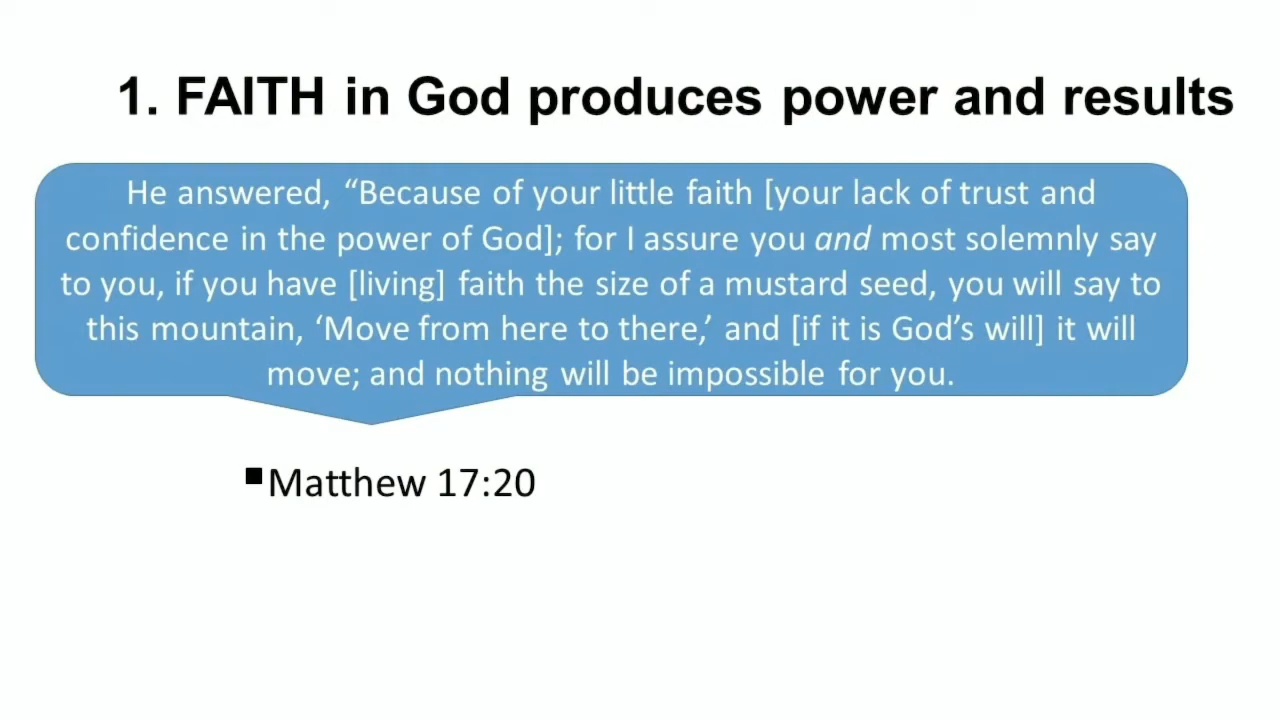 1. FAITH in God produces power and results
He answered, “Because of your little faith [your lack of trust and
confidence in the power of God]; for I assure you and most solemnly say
to you, if you have [living] faith the size of a mustard seed, you will say to
this mountain, ‘Move from here to there,’ and [if it is God’s will] it will
move; and nothing will be impossible for you.
▪Matthew 17:20